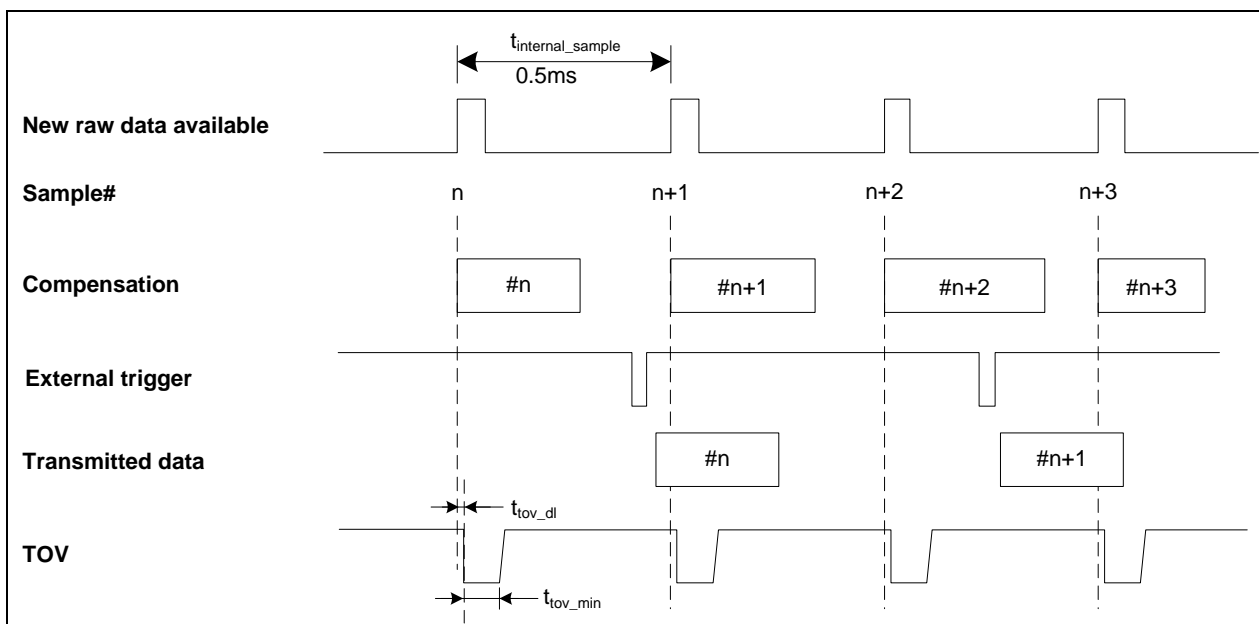 t_internal_sample
0.5ms
New raw data available
Sample# n n+1 n+2 n+3
Compensation #n #n+1 #n+2 #n+3
External trigger
Transmitted data #n #n+1
t_tov_dl
TOV
t_tov_min